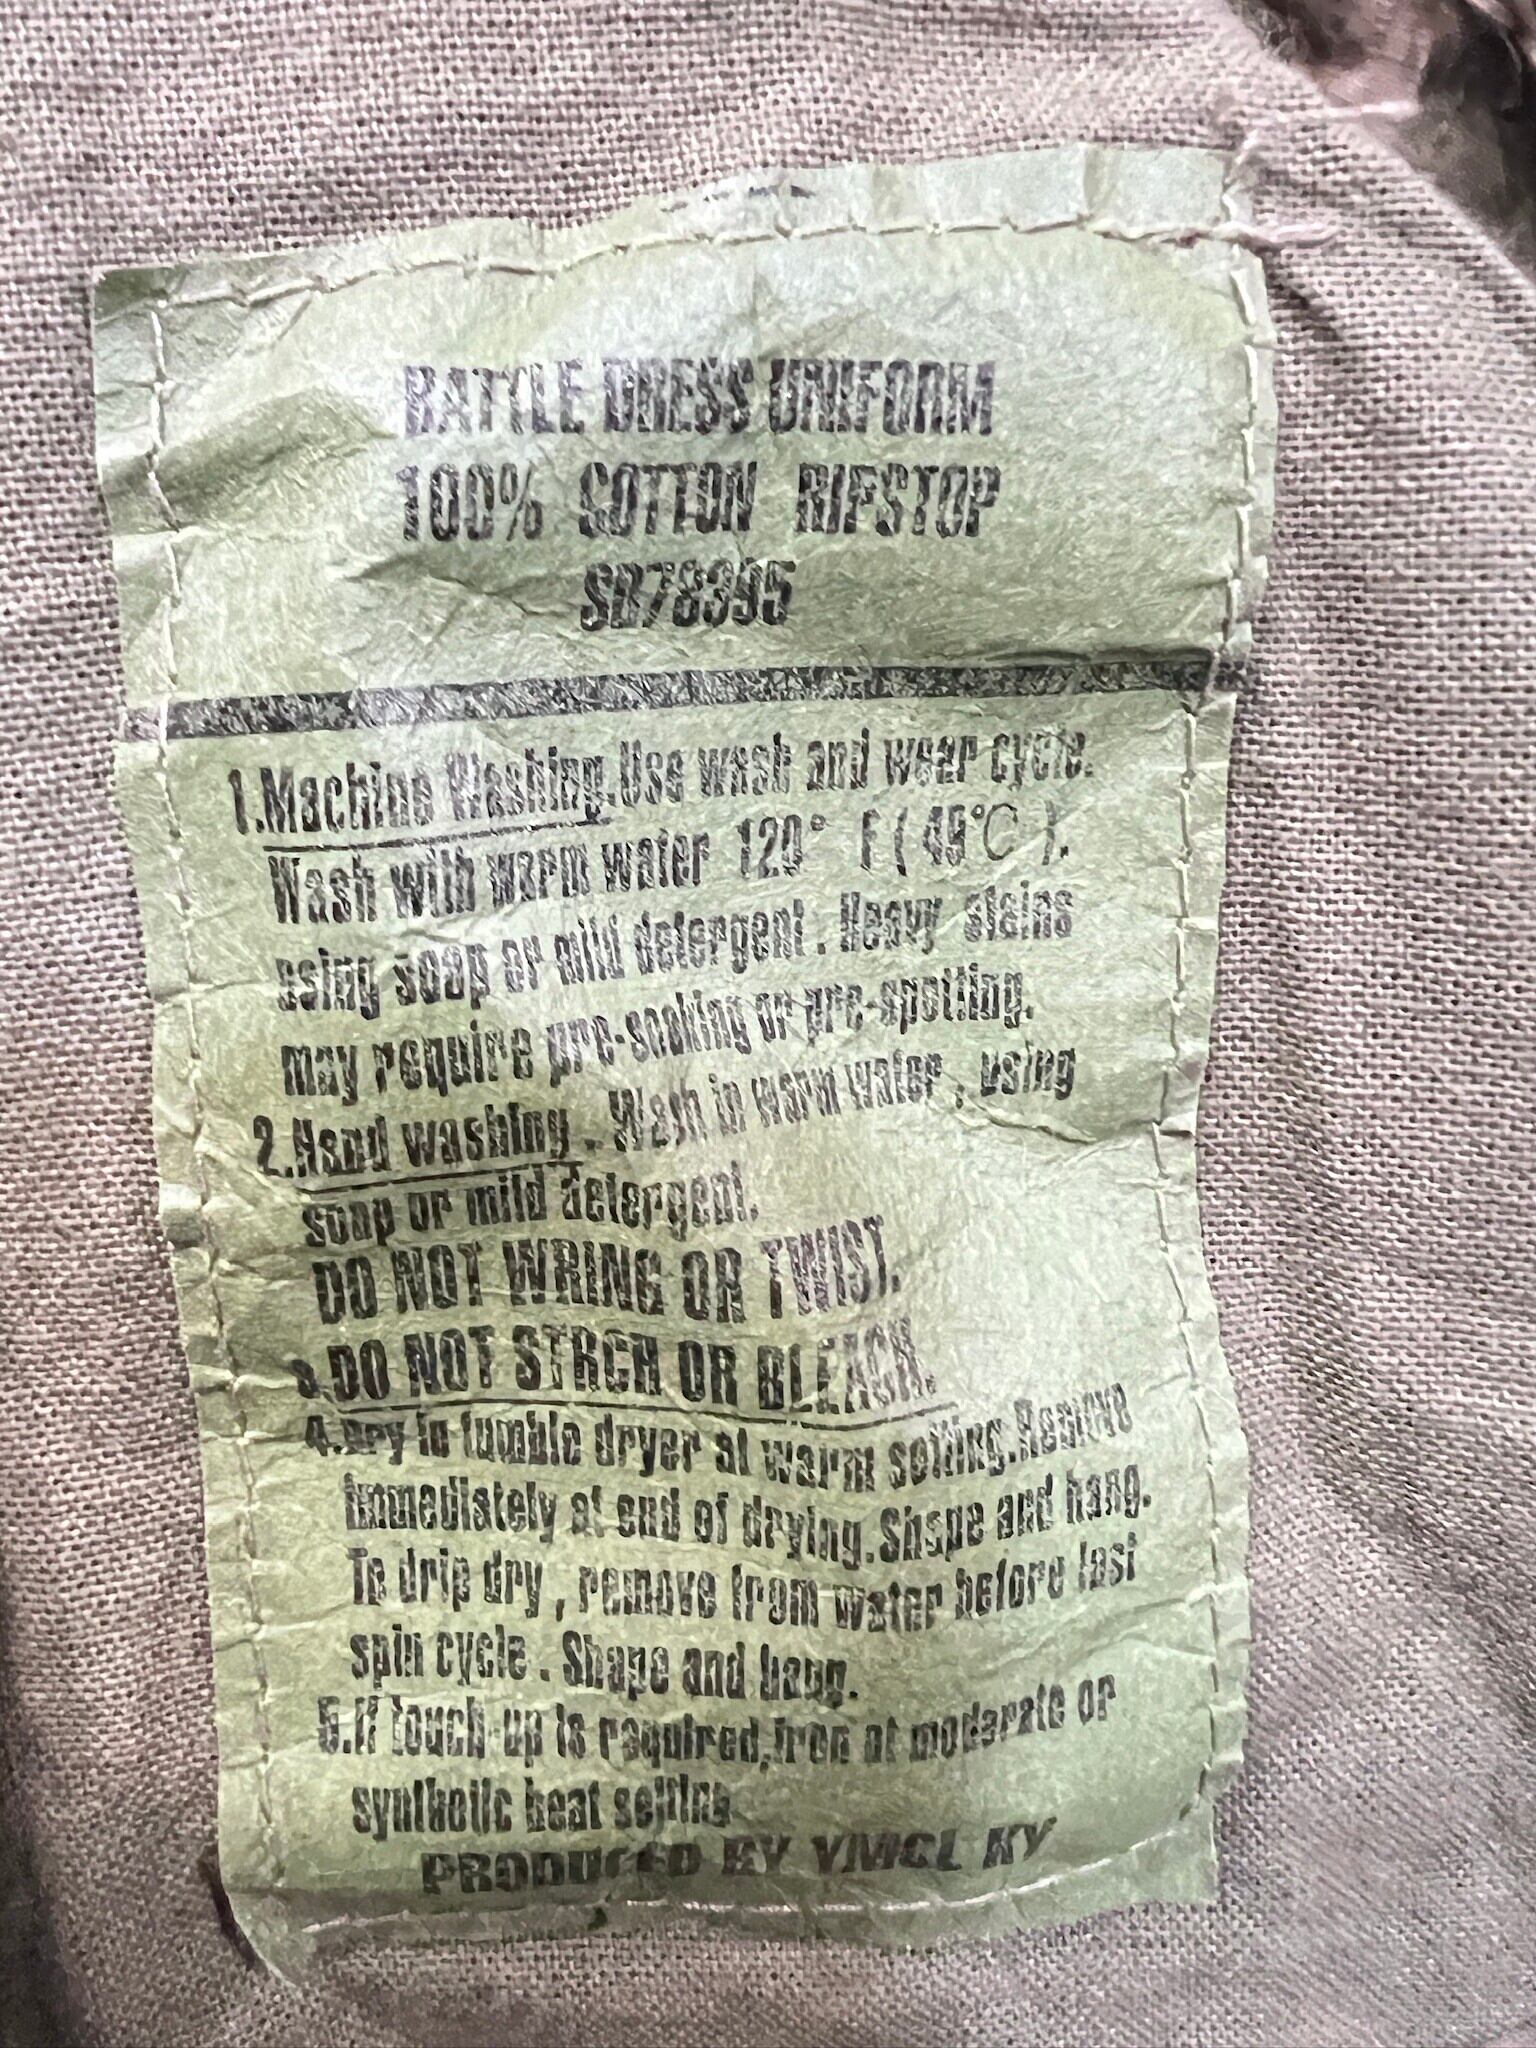 BATTLE DRESS UNIFORM
100% COTTON RIPSTOP
SB78395
1.Machine Washing.Use wash and wear cycle.
Wash with warm water 120° F ( 49°C ).
using soap or mild detergent . Heavy stains
may require pre-soaking or pre-spotting.
2.Hand washing . Wash in warm water , using
soap or mild detergent.
DO NOT WRING OR TWIST.
3.DO NOT STRCH OR BLEACH.
4.Dry in tumble dryer at warm setting.Remove
immediately at end of drying.Shape and hang.
To drip dry , remove from water before last
spin cycle . Shape and hang.
5.If touch-up is required,iron at moderate or
synthetic heat setting
PRODUCED BY YMCL KY